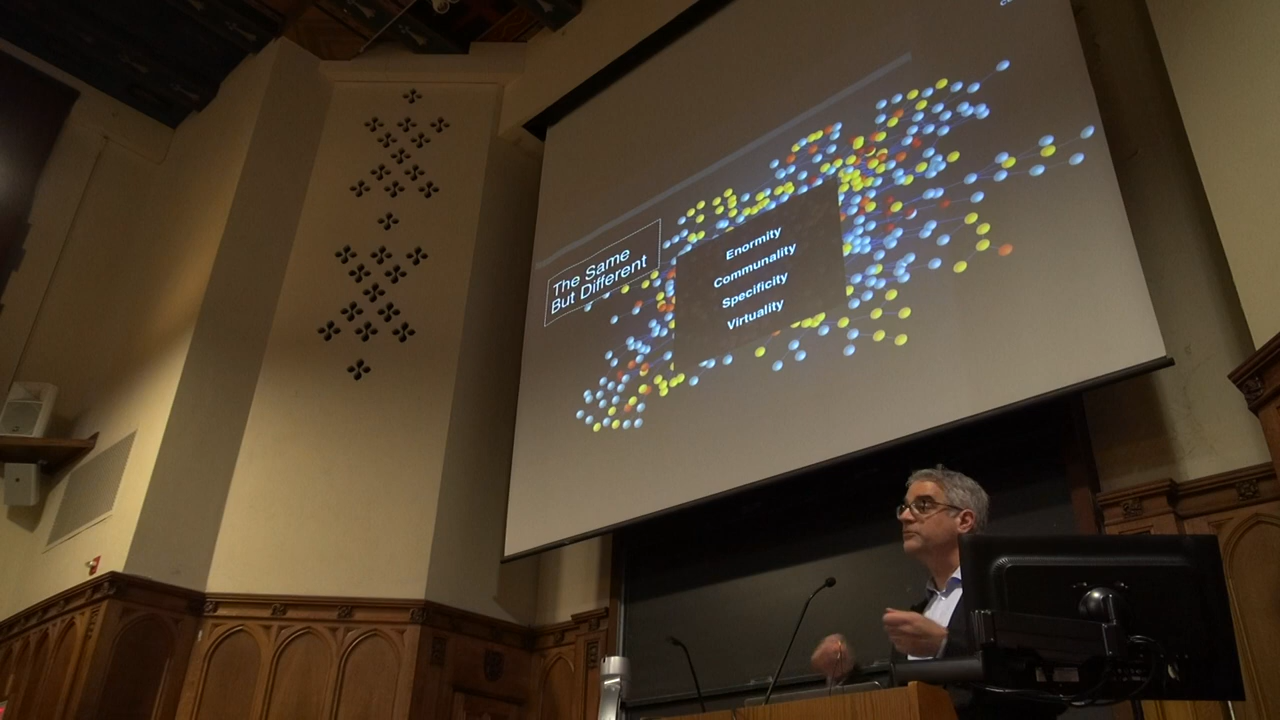 The Same
But Different
Enormity
Communality
Specificity
Virtuality